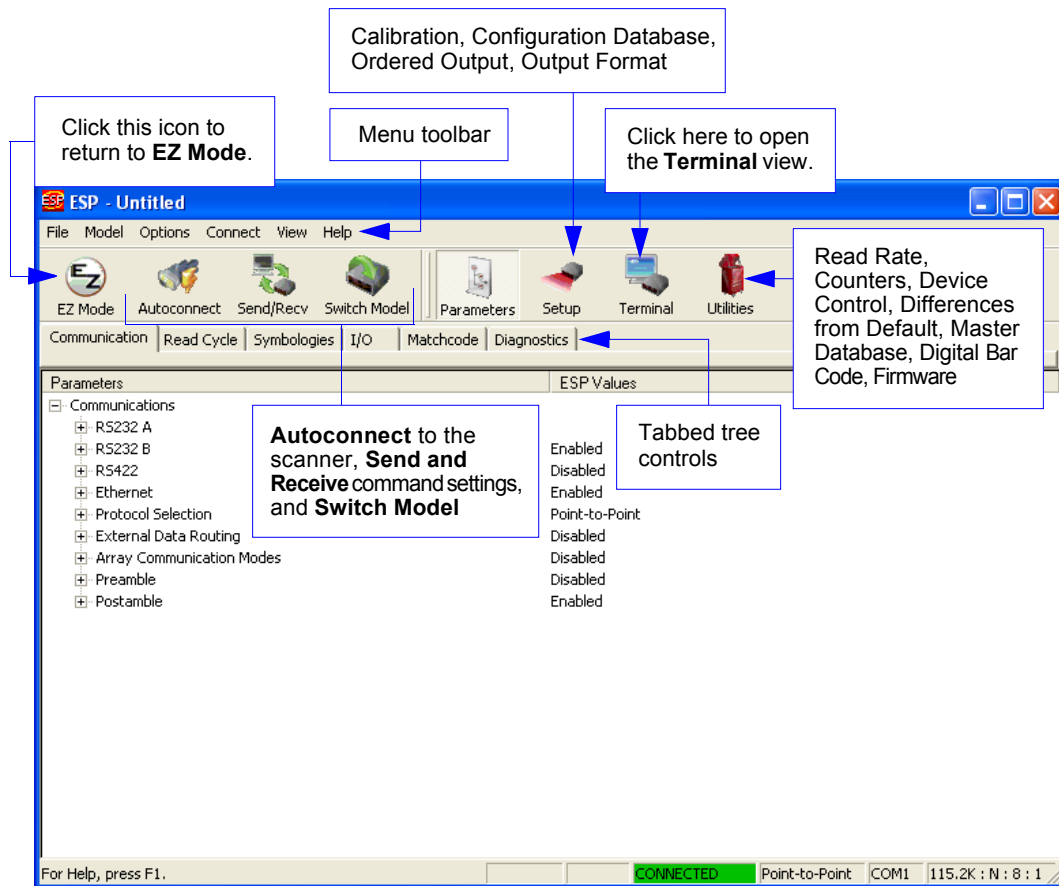 Calibration, Configuration Database,
Ordered Output, Output Format
Click this icon to
return to EZ Mode.
Menu toolbar
Click here to open
the Terminal view.
ESP - Untitled
File Model Options Connect View Help
EZ
EZ Mode Autoconnect Send/Recv Switch Model Parameters Setup Terminal Utilities
Read Rate,
Counters, Device
Control, Differences
from Default, Master
Database, Digital Bar
Code, Firmware
Communication Read Cycle Symbologies I/O Matchcode Diagnostics
Parameters ESP Values
Communications
RS232 A
RS232 B Enabled
RS422 Disabled
Ethernet Enabled
Protocol Selection Point-to-Point
External Data Routing Disabled
Array Communication Modes Disabled
Preamble Disabled
Postamble Enabled
Autoconnect to the
scanner, Send and
Receive command settings,
and Switch Model
Tabbed tree
controls
For Help, press F1. CONNECTED Point-to-Point COM1 115.2K : N : 8 : 1